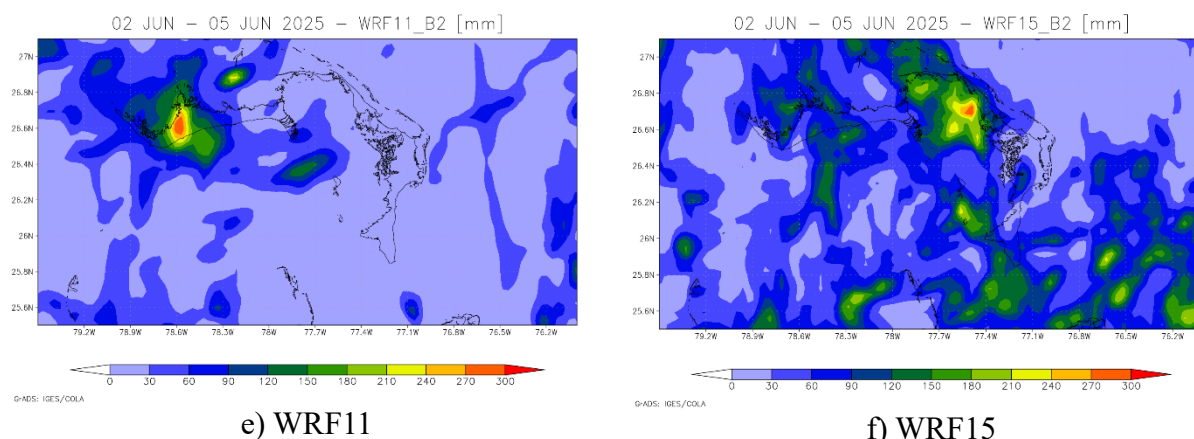 02 JUN – 05 JUN 2025 – WRF11_B2 [mm]
27N
26.8N
26.6N
26.4N
26.2N
26N
25.8N
25.6N
79.2W 78.9W 78.6W 78.3W 78W 77.7W 77.4W 77.1W 76.8W 76.5W 76.2W
0 30 60 90 120 150 180 210 240 270 300
GrADS: IGES/COLA
e) WRF11
02 JUN – 05 JUN 2025 – WRF15_B2 [mm]
27N
26.8N
26.6N
26.4N
26.2N
26N
25.8N
25.6N
79.2W 78.9W 78.6W 78.3W 78W 77.7W 77.4W 77.1W 76.8W 76.5W 76.2W
0 30 60 90 120 150 180 210 240 270 300
GrADS: IGES/COLA
f) WRF15